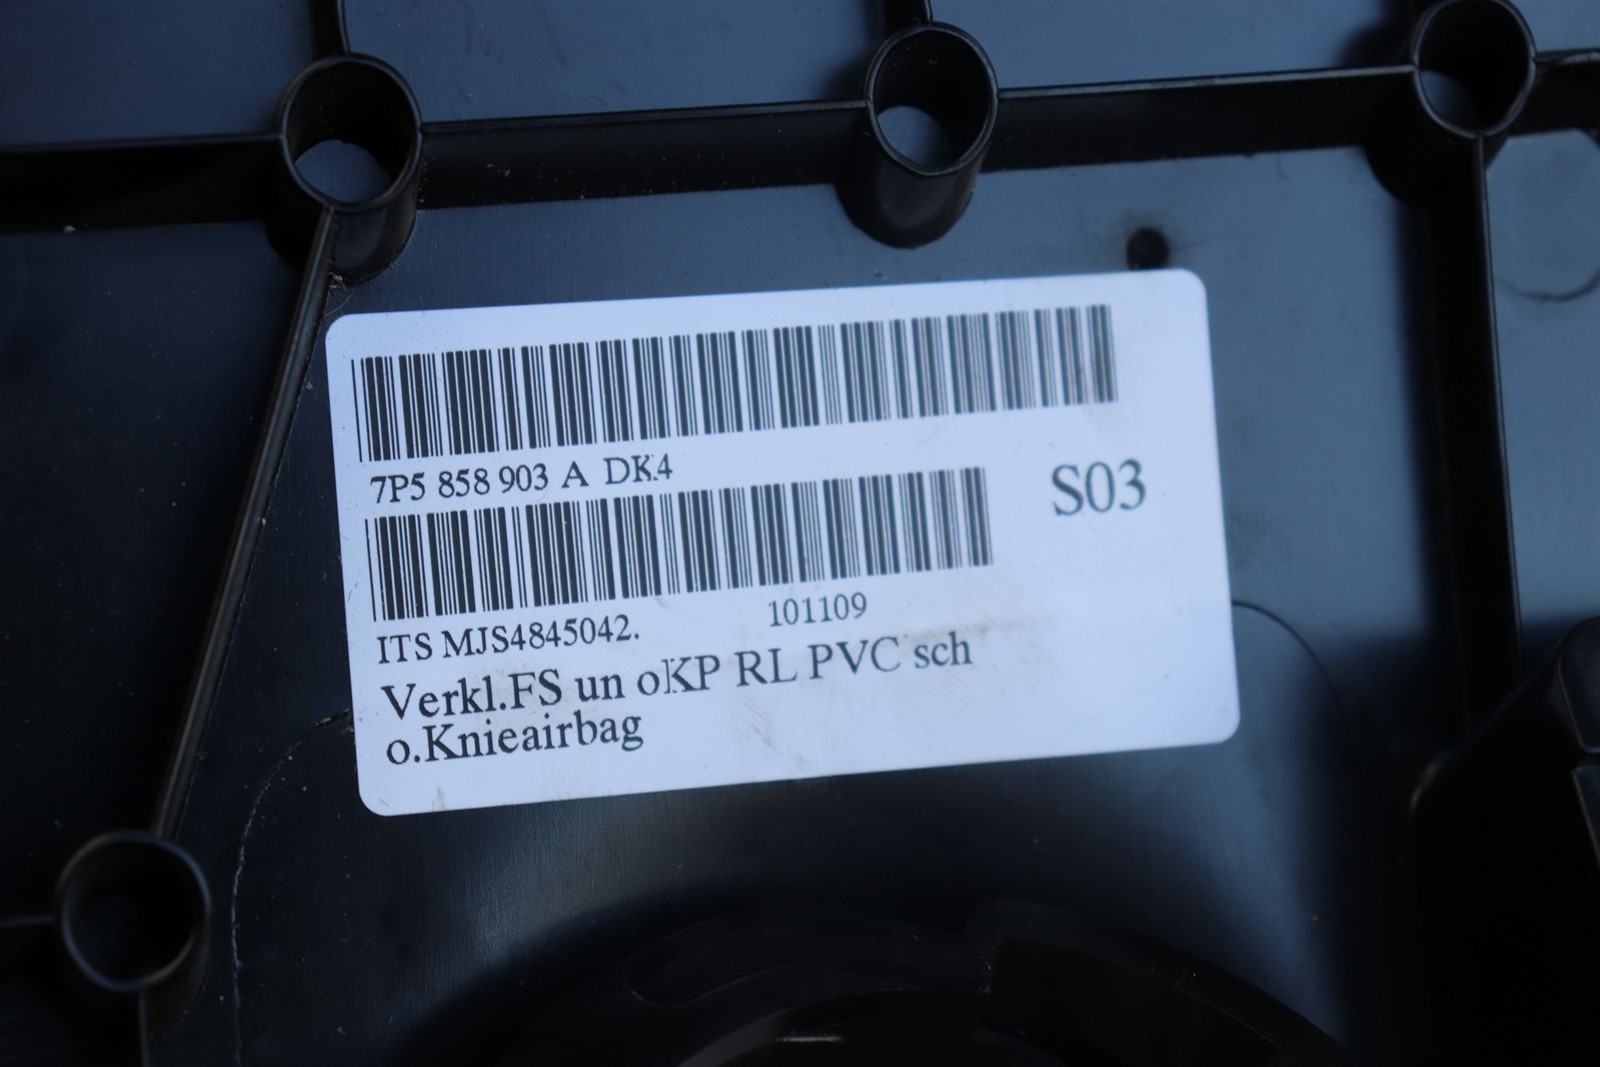 7P5 858 903 A DK4
S03
ITS MJS4845042. 101109
Verkl.FS un oKP RL PVC sch
o.Knieairbag